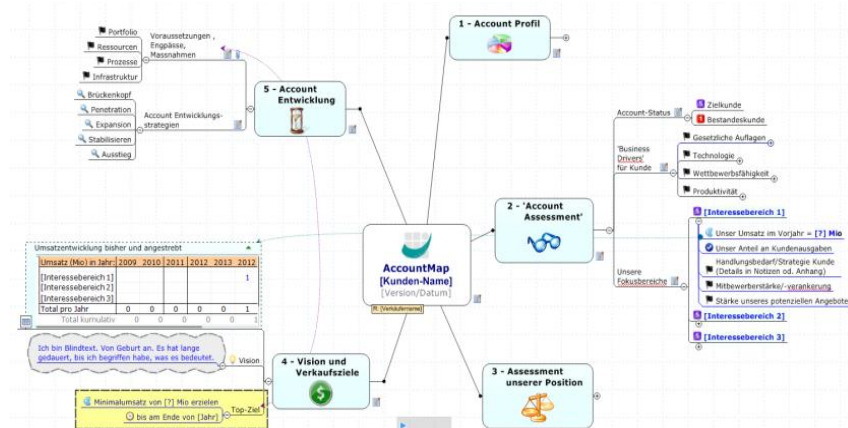 1 - Account Profil
Portfolio
Ressourcen
Prozesse
Infrastruktur
Voraussetzungen ,
Engpässe,
Massnahmen
5 - Account
Entwicklung
Brückenkopf
Penetration
Expansion
Stabilisieren
Ausstieg
Account Entwicklungs-
strategien
Account-Status
Zielkunde
Bestandeskunde
'Business
Drivers'
für Kunde
Gesetzliche Auflagen
Technologie
Wettbewerbsfähigkeit
Produktivität
2 - 'Account
Assessment'
Unsere
Fokusbereiche
[Interessebereich 1]
Unser Umsatz im Vorjahr = [?] Mio
Unser Anteil an Kundenausgaben
Handlungsbedarf/Strategie Kunde
(Details in Notizen od. Anhang)
Mitbewerberstärke/-verankerung
Stärke unseres potenziellen Angebote
[Interessebereich 2]
[Interessebereich 3]
AccountMap
[Kunden-Name]
[Version/Datum]
R: [Verkäufername]
Umsatzentwicklung bisher und angestrebt
Umsatz (Mio) in Jahr: 2009 2010 2011 2012 2013 2012
[Interessebereich 1] 1
[Interessebereich 2]
[Interessebereich 3]
Total pro Jahr 0 0 0 0 0 1
Total kumulativ 0 0 0 0 0 1
Ich bin Blindtext. Von Geburt an. Es hat lange
gedauert, bis ich begriffen habe, was es bedeutet.
Vision
4 - Vision und
Verkaufsziele
Minimalumsatz von [?] Mio erzielen
bis am Ende von [Jahr]
Top-Ziel
3 - Assessment
unserer Position